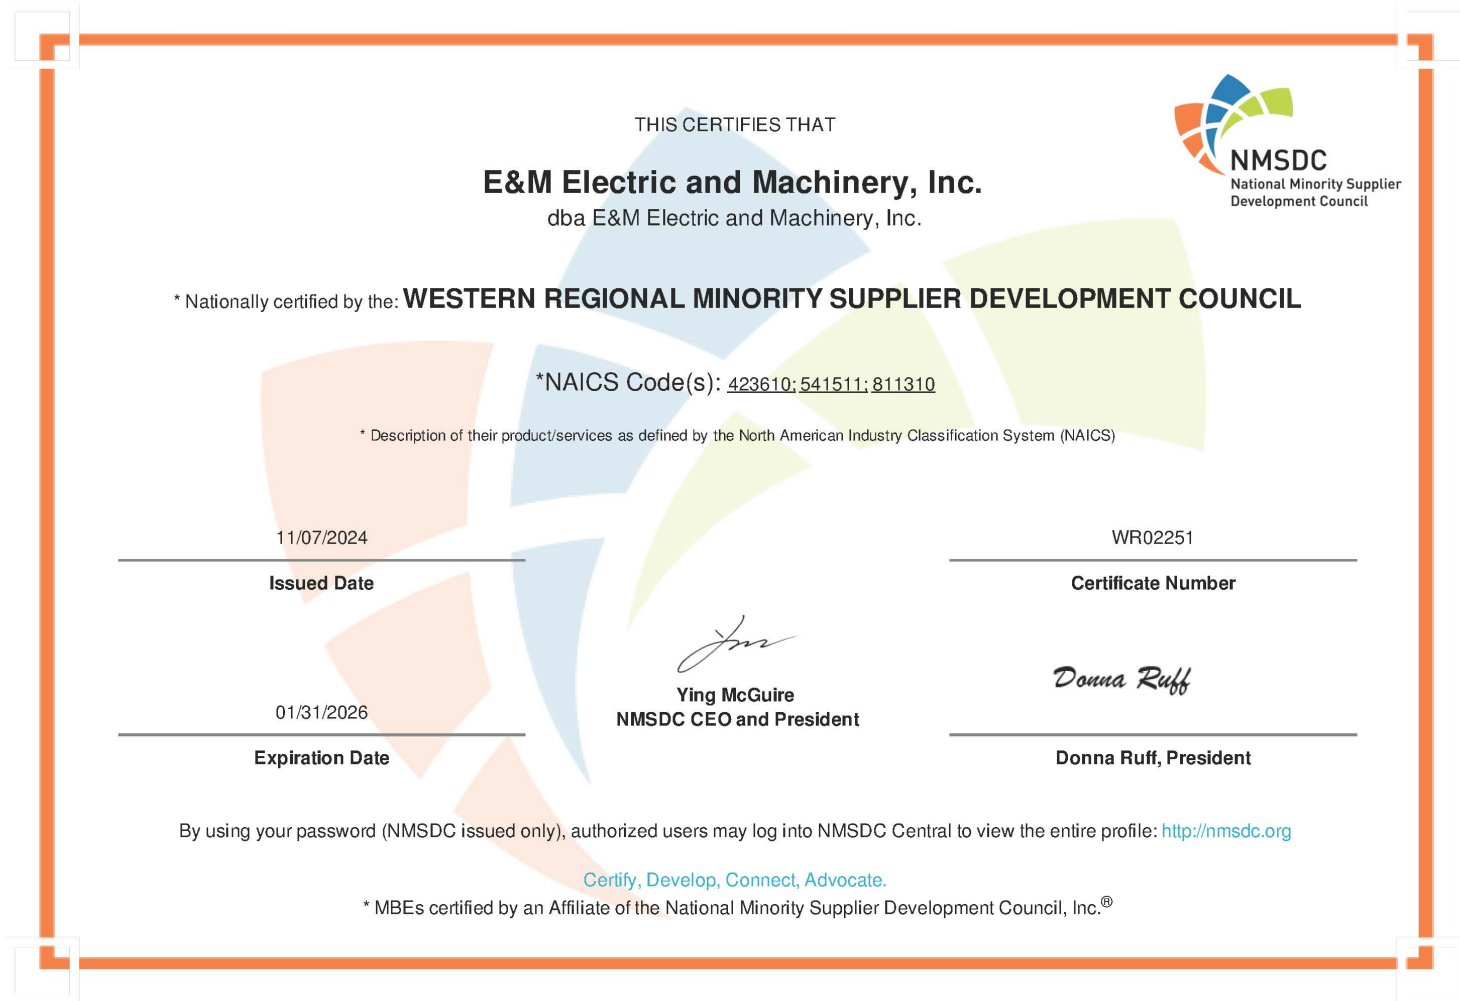 THIS CERTIFIES THAT
NMSDC
National Minority Supplier
Development Council
E&M Electric and Machinery, Inc.
dba E&M Electric and Machinery, Inc.
* Nationally certified by the: WESTERN REGIONAL MINORITY SUPPLIER DEVELOPMENT COUNCIL
*NAICS Code(s): 423610; 541511; 811310
* Description of their product/services as defined by the North American Industry Classification System (NAICS)
11/07/2024
Issued Date
WR02251
Certificate Number
Ying McGuire
NMSDC CEO and President
01/31/2026
Expiration Date
Donna Ruff
Donna Ruff, President
By using your password (NMSDC issued only), authorized users may log into NMSDC Central to view the entire profile: http://nmsdc.org
Certify, Develop, Connect, Advocate.
* MBEs certified by an Affiliate of the National Minority Supplier Development Council, Inc.®